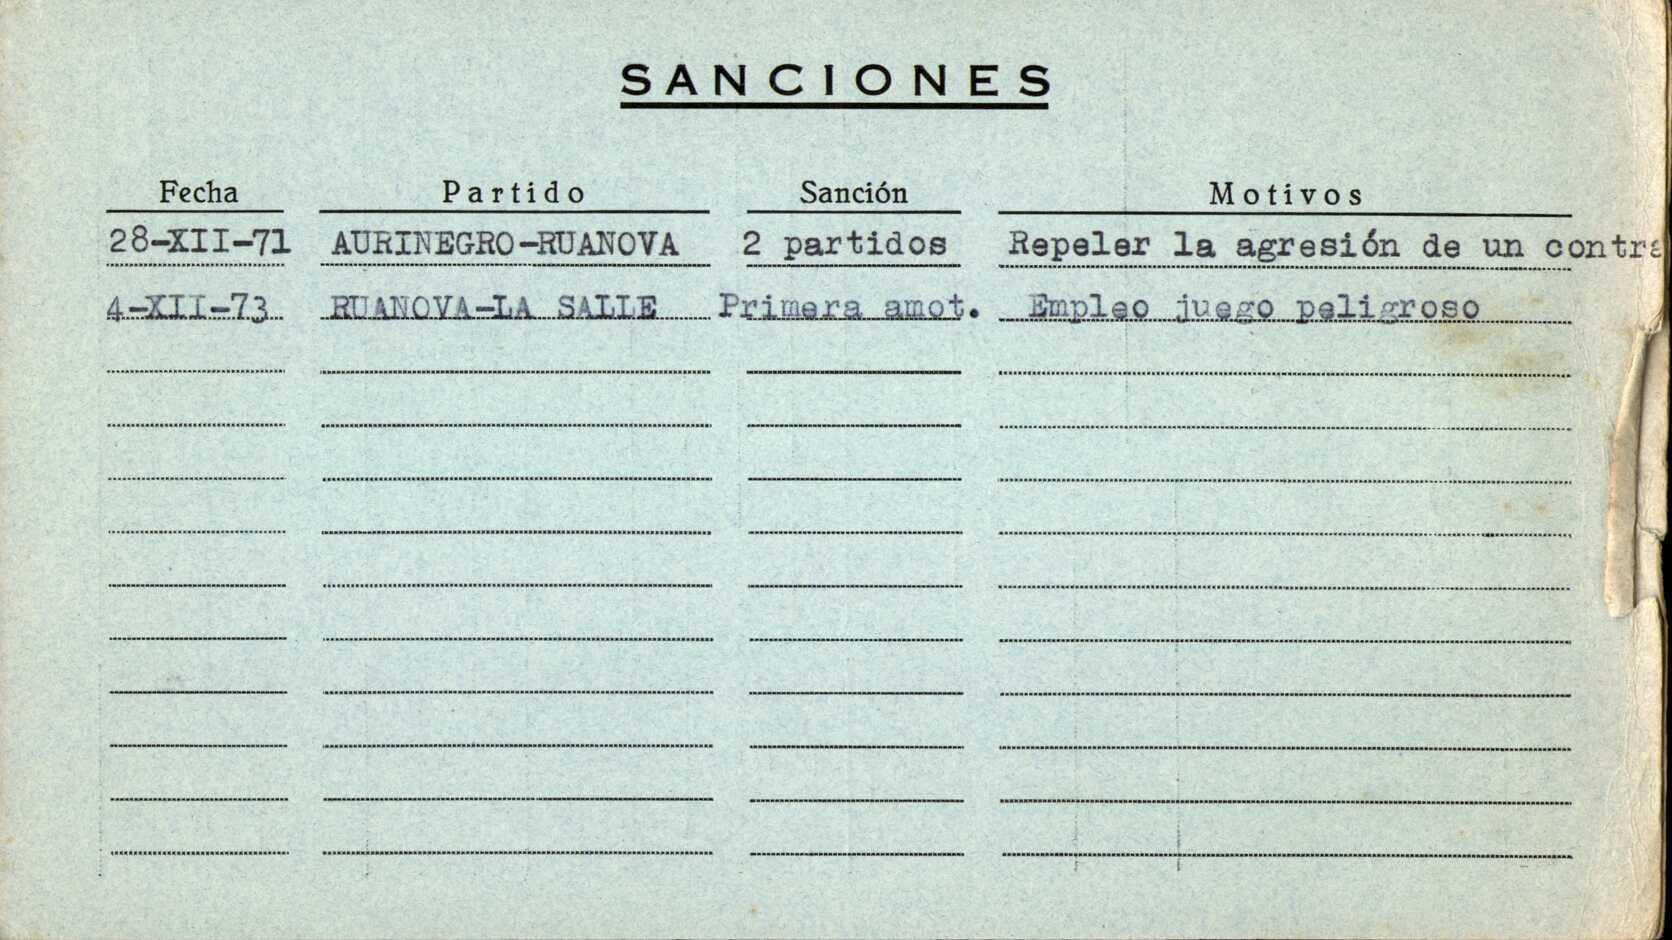 SANCIONES
Fecha Partido Sanción Motivos
28-XII-71 AURINEGRO-RUANOVA 2 partidos Repeler la agresión de un contra
4-XII-73 RUANOVA-LA SALLE Primera amot. Empleo juego peligroso